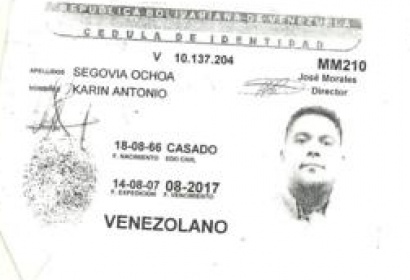 REPUBLICA BOLIVARIANA DE VENEZUELA
CEDULA DE IDENTIDAD
V 10.137.204
MM210
APELLIDOS SEGOVIA OCHOA
José Morales
NOMBRES KARIN ANTONIO
Director
18-08-66 CASADO
F. NACIMIENTO EDO CIVIL
14-08-07 08-2017
F. EXPEDICION F. VENCIMIENTO
VENEZOLANO